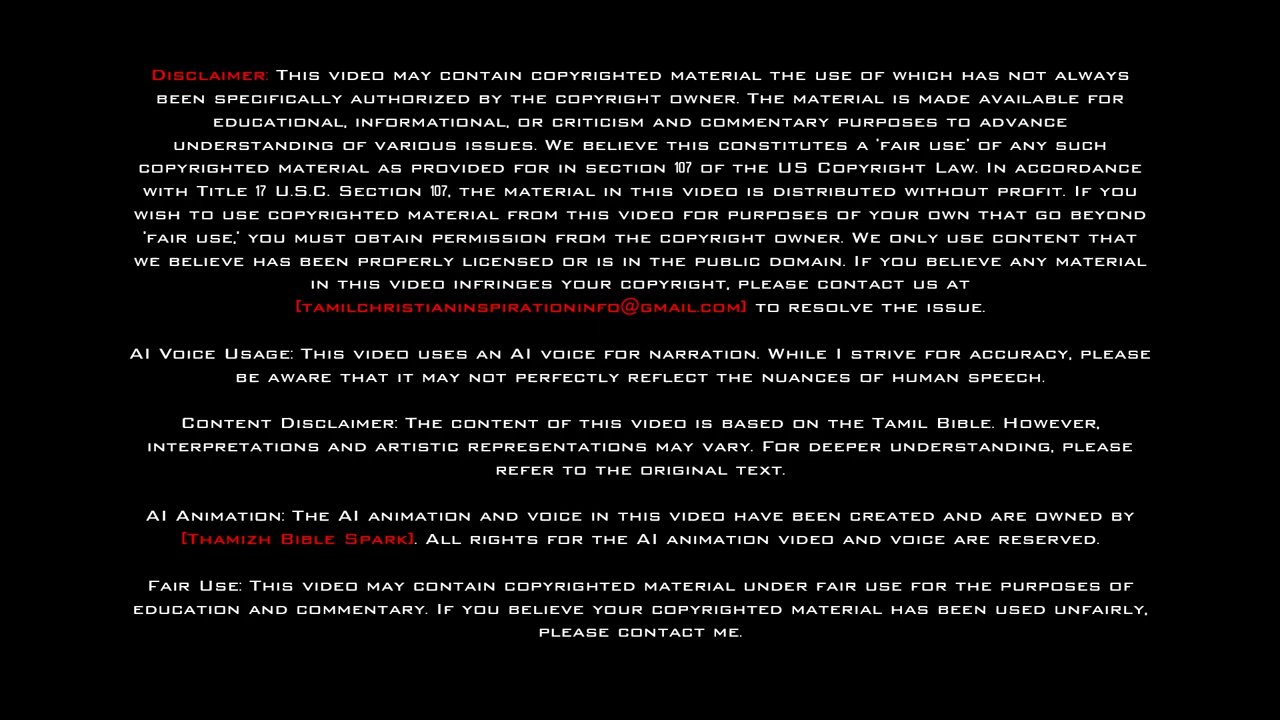 Disclaimer: This video may contain copyrighted material the use of which has not always
been specifically authorized by the copyright owner. The material is made available for
educational, informational, or criticism and commentary purposes to advance
understanding of various issues. We believe this constitutes a 'fair use' of any such
copyrighted material as provided for in section 107 of the US Copyright Law. In accordance
with Title 17 U.S.C. Section 107, the material in this video is distributed without profit. If you
wish to use copyrighted material from this video for purposes of your own that go beyond
'fair use,' you must obtain permission from the copyright owner. We only use content that
we believe has been properly licensed or is in the public domain. If you believe any material
in this video infringes your copyright, please contact us at
[tamilchristianinspirationinfo@gmail.com] to resolve the issue.
AI Voice Usage: This video uses an AI voice for narration. While I strive for accuracy, please
be aware that it may not perfectly reflect the nuances of human speech.
Content Disclaimer: The content of this video is based on the Tamil Bible. However,
interpretations and artistic representations may vary. For deeper understanding, please
refer to the original text.
AI Animation: The AI animation and voice in this video have been created and are owned by
[Thamizh Bible Spark]. All rights for the AI animation video and voice are reserved.
Fair Use: This video may contain copyrighted material under fair use for the purposes of
education and commentary. If you believe your copyrighted material has been used unfairly,
please contact me.